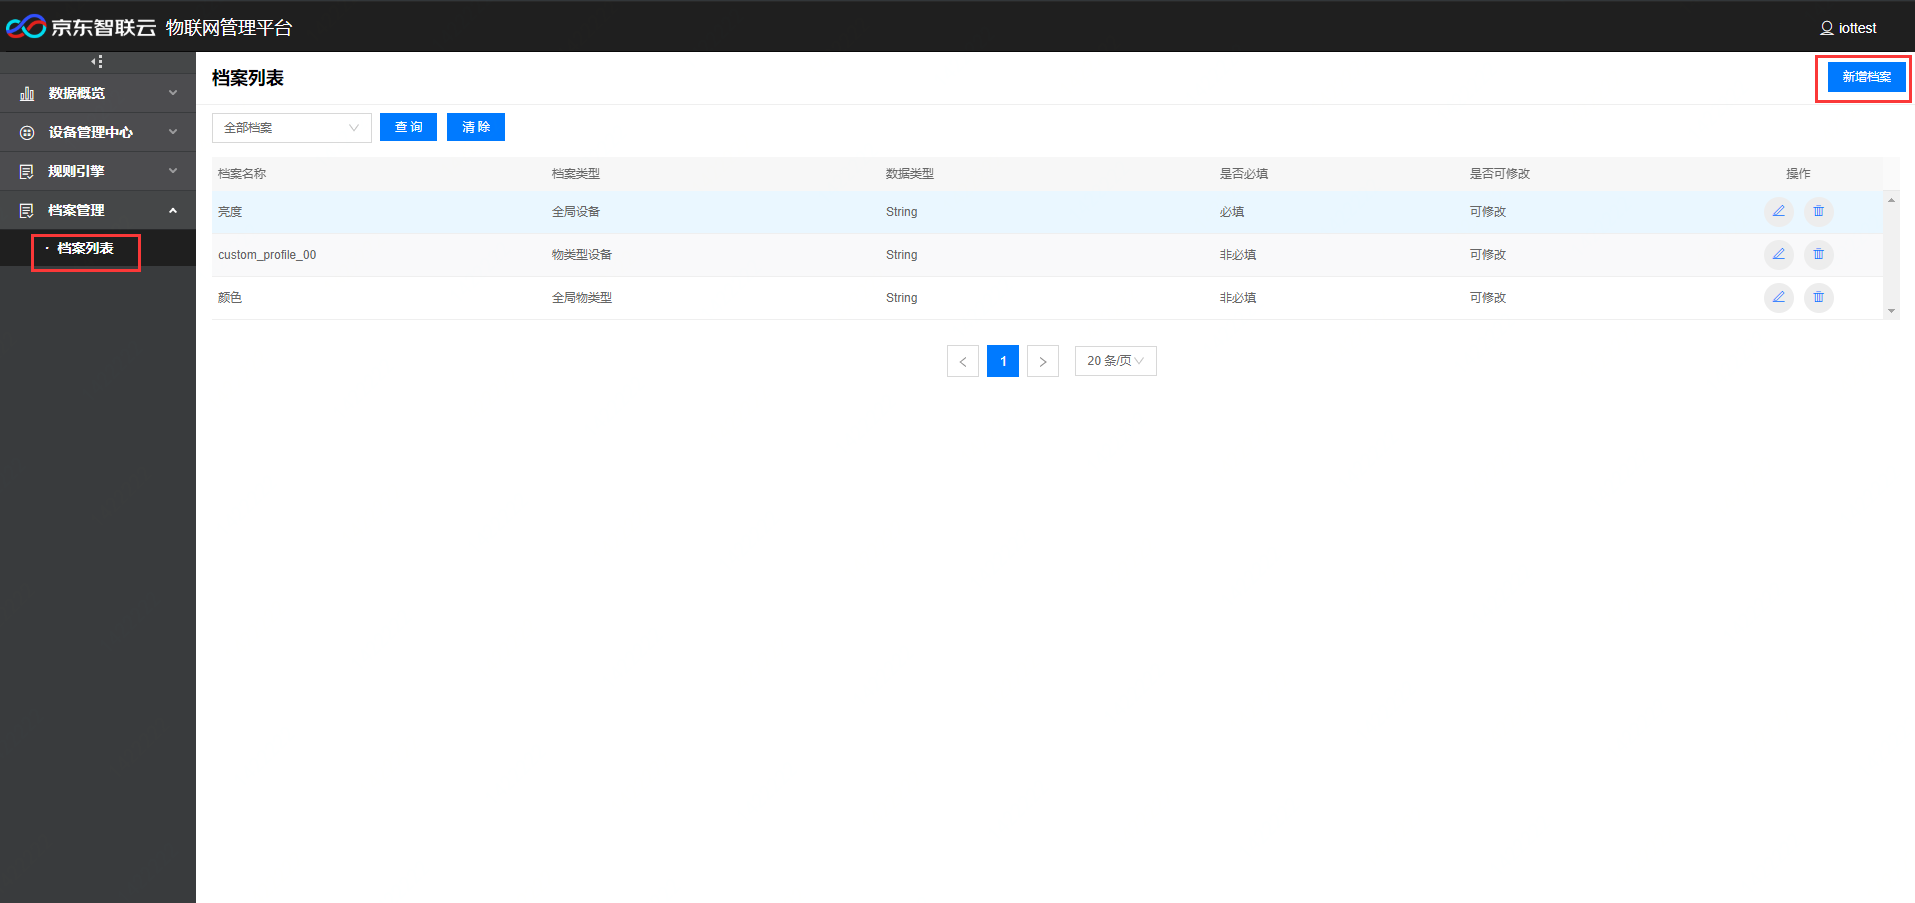 京东智联云 物联网管理平台
iottest
数据概览
设备管理中心
规则引擎
档案管理
· 档案列表
档案列表
新增档案
全部档案 查 询 清 除
档案名称 档案类型 数据类型 是否必填 是否可修改 操作
亮度 全局设备 String 必填 可修改
custom_profile_00 物类型设备 String 非必填 可修改
颜色 全局物类型 String 非必填 可修改
< 1 > 20 条/页